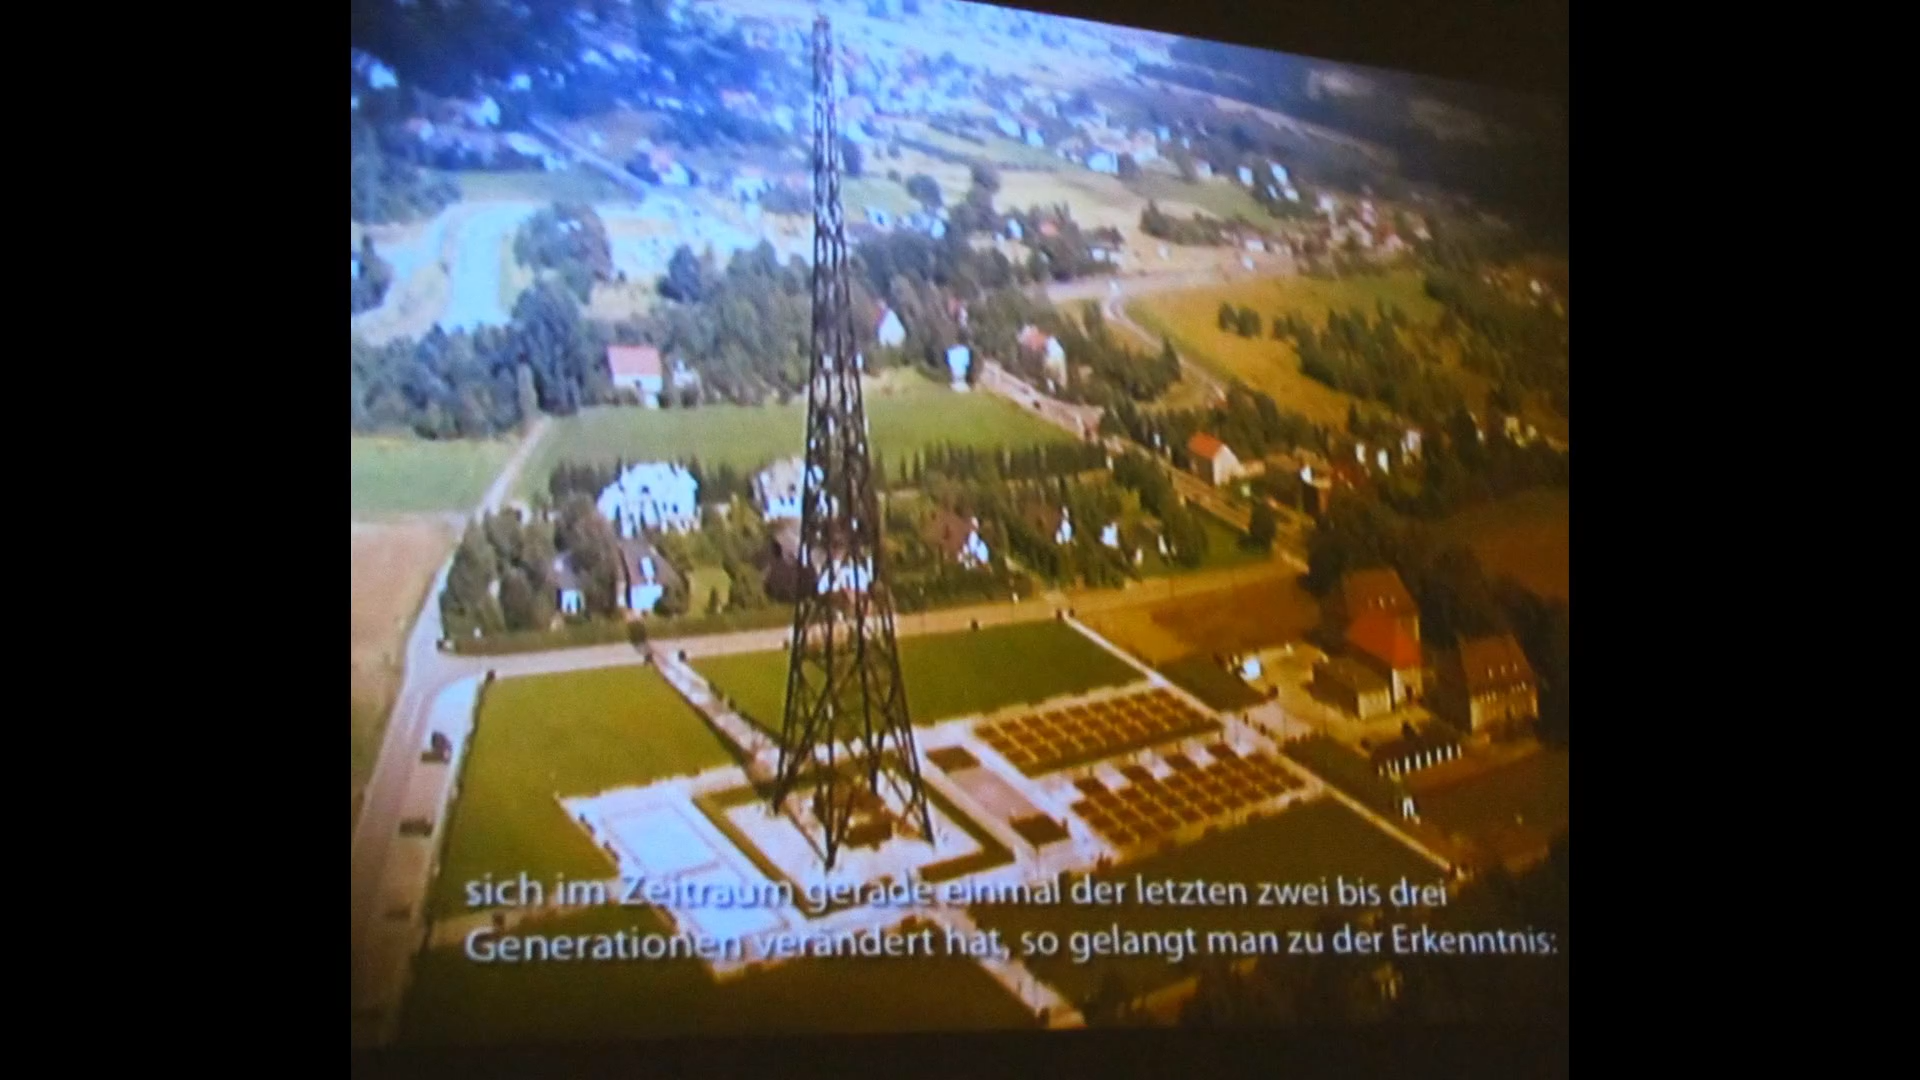 sich im Zeitraum gerade einmal der letzten zwei bis drei
Generationen verändert hat, so gelangt man zu der Erkenntnis: